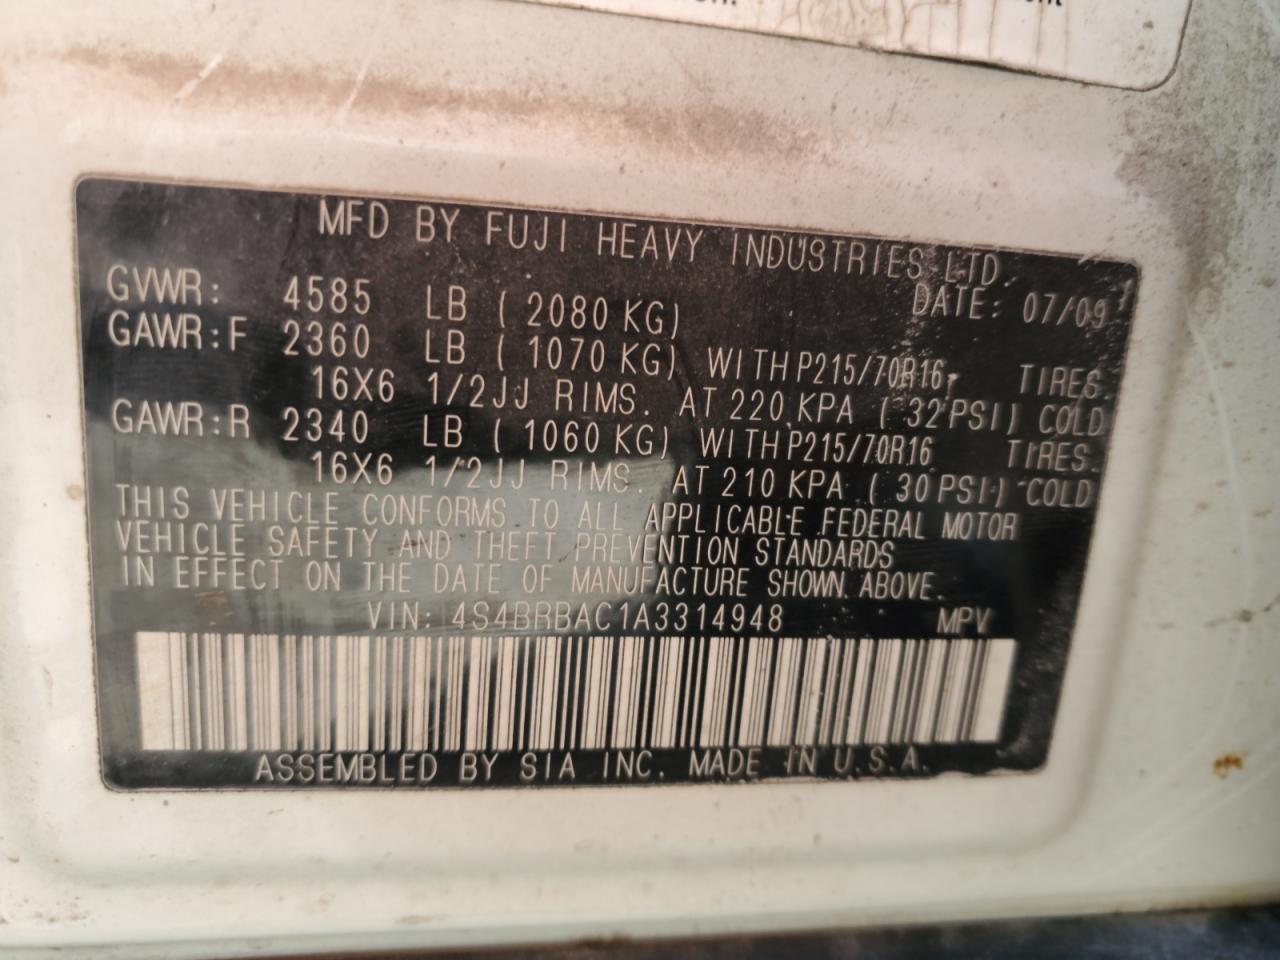 MFD BY FUJI HEAVY INDUSTRIES LTD
DATE: 07/09
GVWR: 4585 LB ( 2080 KG)
GAWR:F 2360 LB ( 1070 KG) WITH P215/70R16 TIRES.
16X6 1/2JJ RIMS. AT 220 KPA ( 32 PSI) COLD
GAWR:R 2340 LB ( 1060 KG) WITH P215/70R16 TIRES.
16X6 1/2JJ RIMS. AT 210 KPA ( 30 PSI) COLD
THIS VEHICLE CONFORMS TO ALL APPLICABLE FEDERAL MOTOR
VEHICLE SAFETY AND THEFT PREVENTION STANDARDS
IN EFFECT ON THE DATE OF MANUFACTURE SHOWN ABOVE.
VIN: 4S4BRBAC1A3314948 MPV
ASSEMBLED BY SIA INC. MADE IN U.S.A.